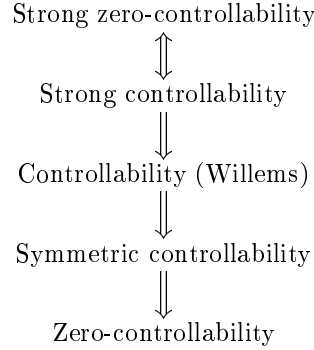 Strong zero-controllability
Strong controllability
Controllability (Willems)
Symmetric controllability
Zero-controllability